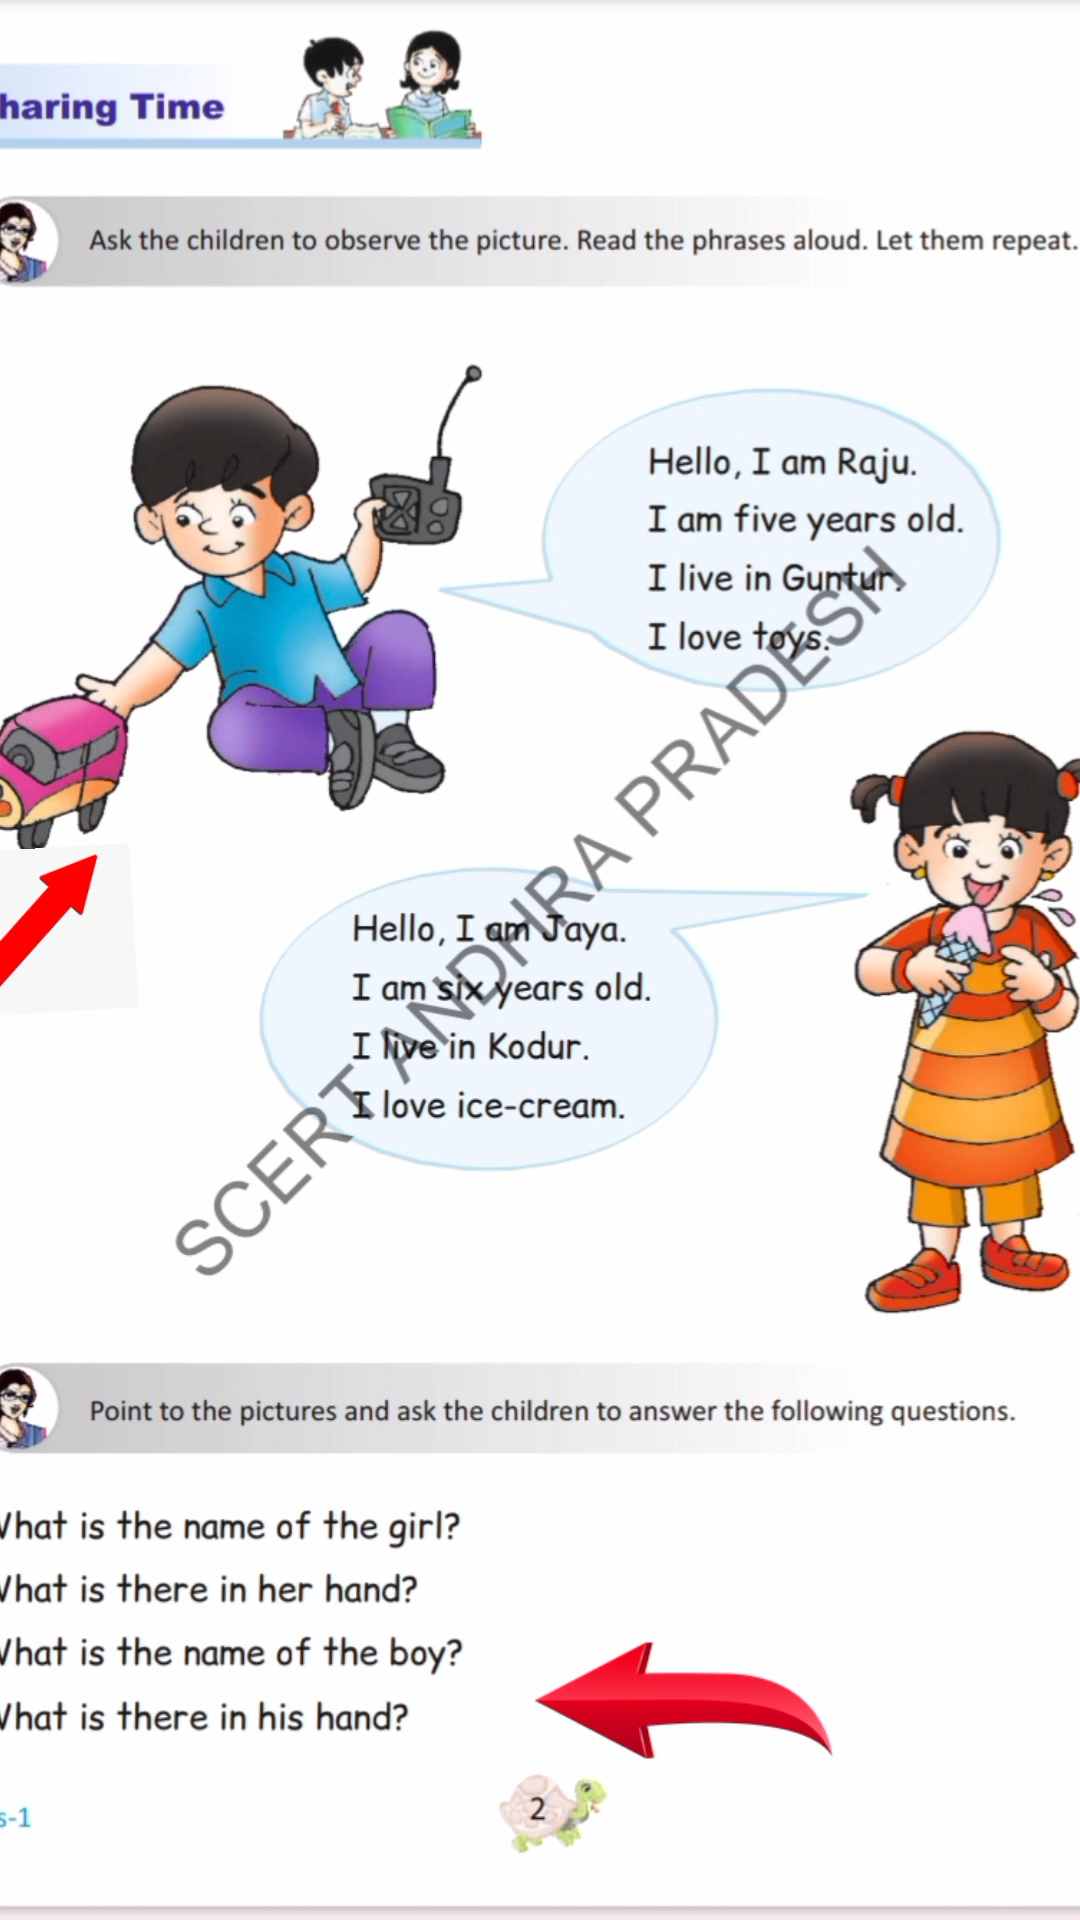 haring Time
Ask the children to observe the picture. Read the phrases aloud. Let them repeat.
Hello, I am Raju.
I am five years old.
I live in Guntur.
I love toys.
Hello, I am Jaya.
I am six years old.
I live in Kodur.
I love ice-cream.
SCERT ANDHRA PRADESH
Point to the pictures and ask the children to answer the following questions.
What is the name of the girl?
What is there in her hand?
What is the name of the boy?
What is there in his hand?
s-1
2